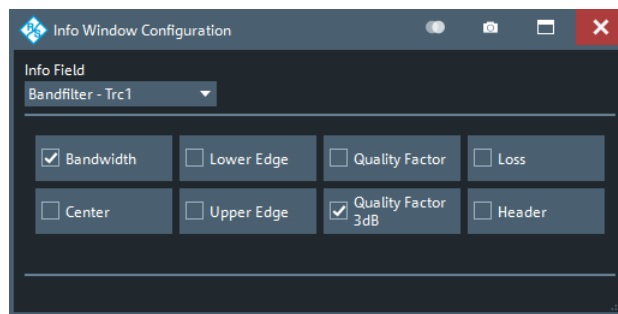 R&S Info Window Configuration
Info Field
Bandfilter - Trc1
Bandwidth
Lower Edge
Quality Factor
Loss
Center
Upper Edge
Quality Factor
3dB
Header